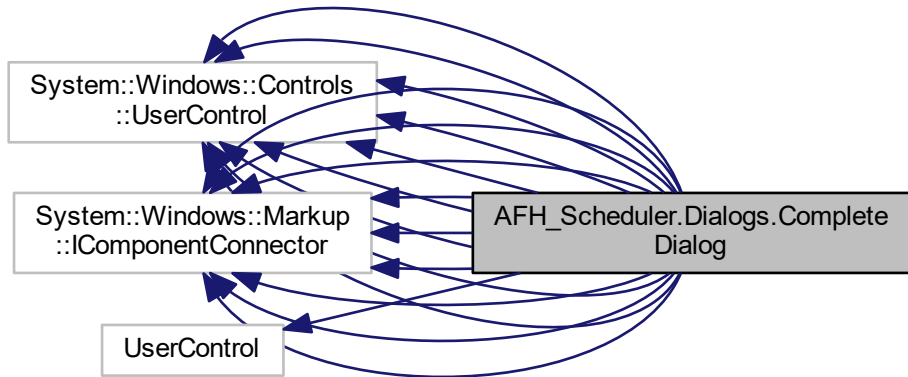 System::Windows::Controls
::UserControl
System::Windows::Markup
::IComponentConnector
AFH_Scheduler.Dialogs.Complete
Dialog
UserControl